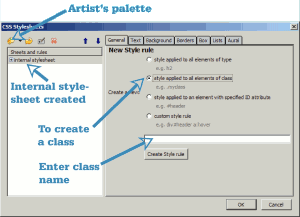 Artist's palette
CSS Stylesheets
General Text Background Borders Box Lists Aural
Sheets and rules
internal stylesheet
New Style rule
style applied to all elements of type
e.g. h2
style applied to all elements of class
e.g. .myclass
Create a new:
style applied to an element with specified ID attribute
e.g. #header
custom style rule
e.g. div #header a:hover
Create Style rule
Internal style-
sheet created
To create
a class
Enter class
name
OK Cancel